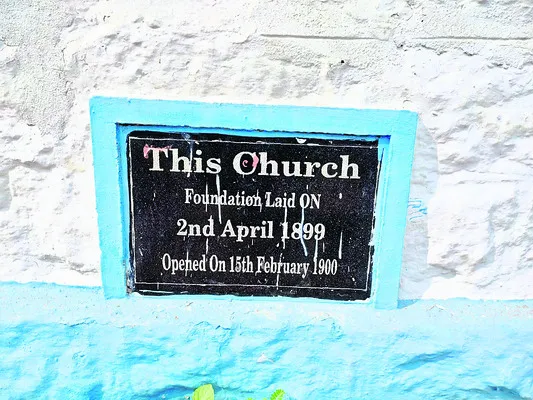 This Church
Foundation Laid ON
2nd April 1899
Opened On 15th February 1900